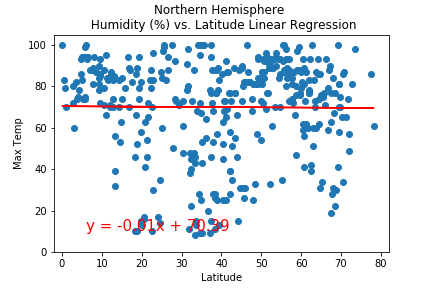 Northern Hemisphere
Humidity (%) vs. Latitude Linear Regression
Max Temp
100
80
60
40
20
0
y = -0.01x + 70.39
0 10 20 30 40 50 60 70 80
Latitude